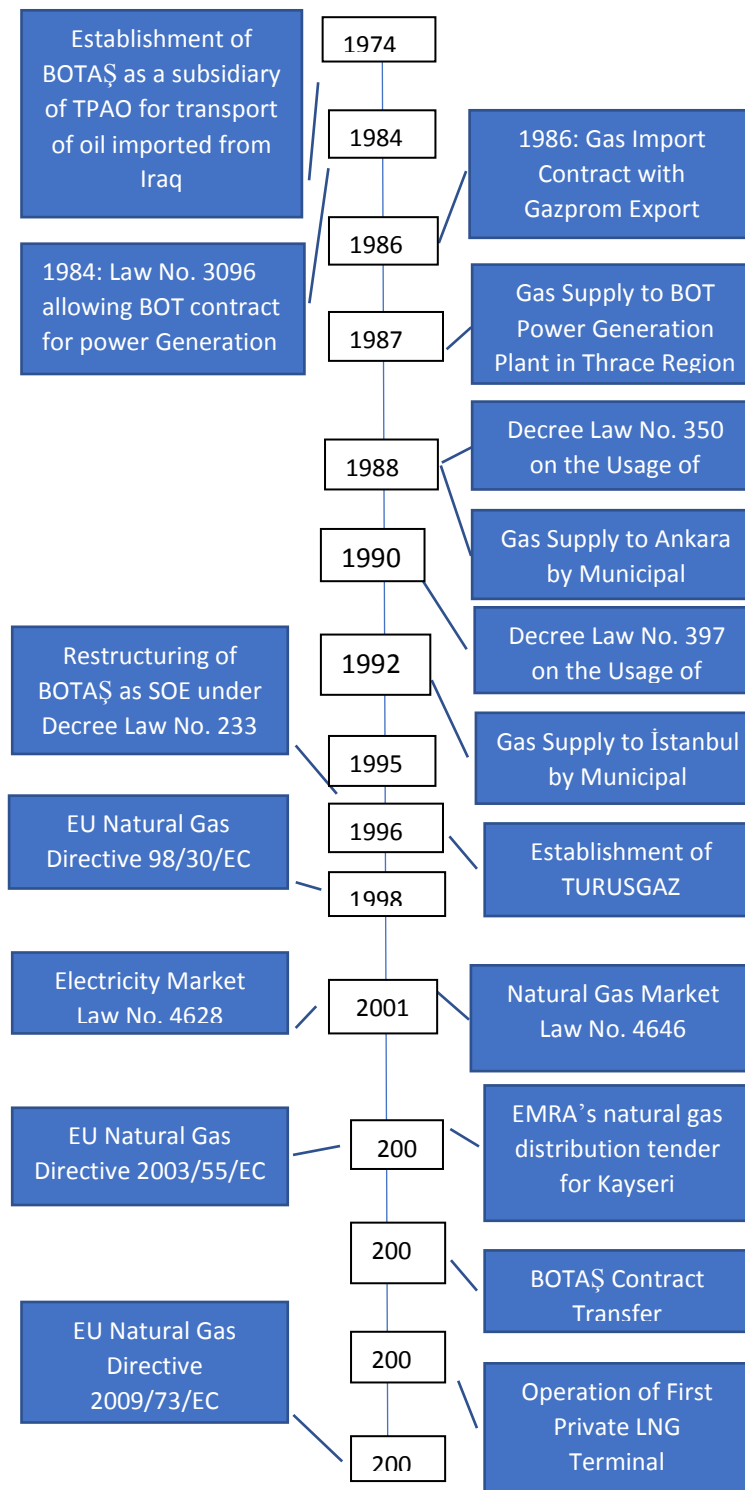 Establishment of
BOTAŞ as a subsidiary
of TPAO for transport
of oil imported from
Iraq
1974
1984
1986: Gas Import
Contract with
Gazprom Export
1986
1984: Law No. 3096
allowing BOT contract
for power Generation
Gas Supply to BOT
Power Generation
Plant in Thrace Region
1987
Decree Law No. 350
on the Usage of
1988
Gas Supply to Ankara
by Municipal
1990
Decree Law No. 397
on the Usage of
Restructuring of
BOTAŞ as SOE under
Decree Law No. 233
1992
Gas Supply to İstanbul
by Municipal
1995
EU Natural Gas
Directive 98/30/EC
1996
Establishment of
TURUSGAZ
1998
Electricity Market
Law No. 4628
2001
Natural Gas Market
Law No. 4646
EU Natural Gas
Directive 2003/55/EC
200
EMRA’s natural gas
distribution tender
for Kayseri
200
BOTAŞ Contract
Transfer
EU Natural Gas
Directive
2009/73/EC
200
Operation of First
Private LNG
Terminal
200